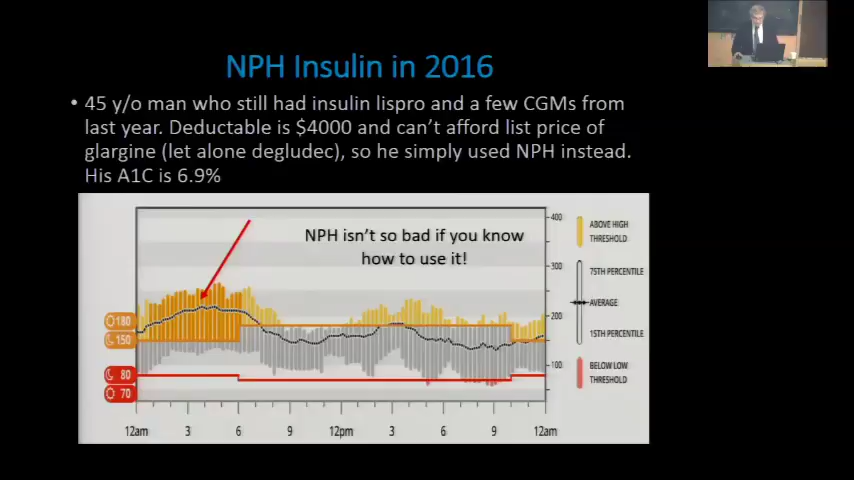 NPH Insulin in 2016
• 45 y/o man who still had insulin lispro and a few CGMs from
last year. Deductable is $4000 and can't afford list price of
glargine (let alone degludec), so he simply used NPH instead.
His A1C is 6.9%
NPH isn't so bad if you know
how to use it!
400
300
200
100
180
150
80
70
12am 3 6 9 12pm 3 6 9 12am
ABOVE HIGH
THRESHOLD
75TH PERCENTILE
AVERAGE
15TH PERCENTILE
BELOW LOW
THRESHOLD